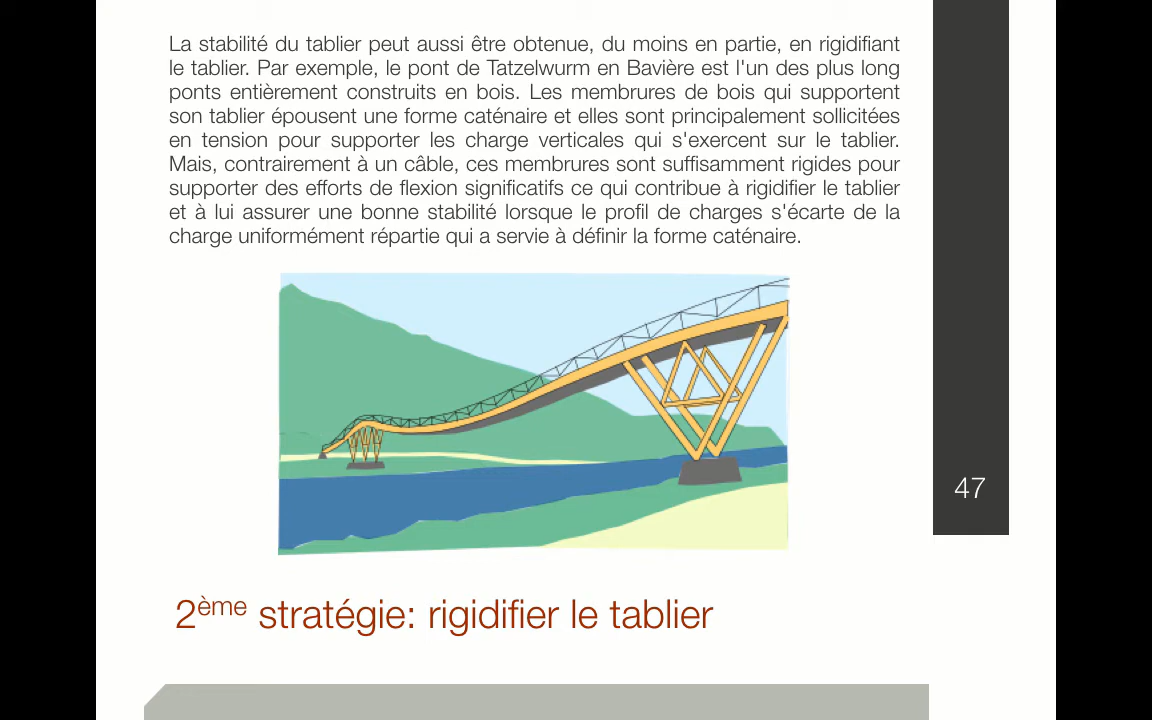 La stabilité du tablier peut aussi être obtenue, du moins en partie, en rigidifiant
le tablier. Par exemple, le pont de Tatzelwurm en Bavière est l'un des plus long
ponts entièrement construits en bois. Les membrures de bois qui supportent
son tablier épousent une forme caténaire et elles sont principalement sollicitées
en tension pour supporter les charge verticales qui s'exercent sur le tablier.
Mais, contrairement à un câble, ces membrures sont suffisamment rigides pour
supporter des efforts de flexion significatifs ce qui contribue à rigidifier le tablier
et à lui assurer une bonne stabilité lorsque le profil de charges s'écarte de la
charge uniformément répartie qui a servie à définir la forme caténaire.
47
2ème stratégie: rigidifier le tablier